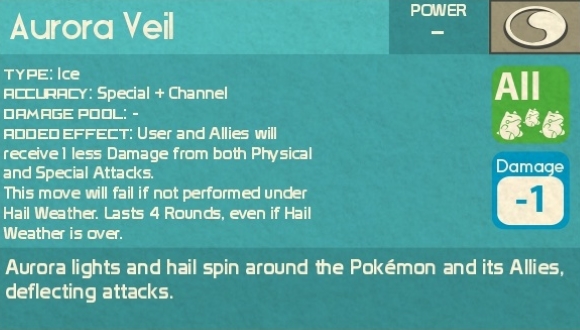 Aurora Veil
POWER
–
TYPE: Ice
ACCURACY: Special + Channel
DAMAGE POOL: -
ADDED EFFECT: User and Allies will
receive 1 less Damage from both Physical
and Special Attacks.
This move will fail if not performed under
Hail Weather. Lasts 4 Rounds, even if Hail
Weather is over.
All
Damage
-1
Aurora lights and hail spin around the Pokémon and its Allies,
deflecting attacks.